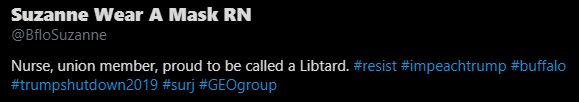 Suzanne Wear A Mask RN
@BfloSuzanne
Nurse, union member, proud to be called a Libtard. #resist #impeachtrump #buffalo
#trumpshutdown2019 #surj #GEOgroup